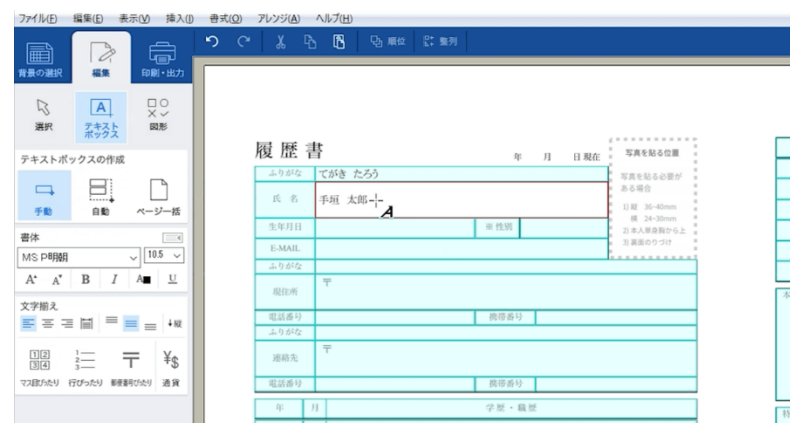 ファイル(F) 編集(E) 表示(V) 挿入(I) 書式(O) アレンジ(A) ヘルプ(H)
背景の選択 編集 印刷・出力 順位 整列
選択 テキストボックス 図形
テキストボックスの作成
手動 自動 ページ一括
書体
MS P明朝 10.5
A A B I A U
文字揃え
縦
マス目ぴったり 行ぴったり 郵便番号ぴったり 通貨
履歴書 年 月 日現在
ふりがな てがき たろう
氏 名 手垣 太郎
A
生年月日 ※性別
E-MAIL
ふりがな
現住所 〒
電話番号 携帯番号
ふりがな
連絡先 〒
電話番号 携帯番号
年 月 学歴・職歴
写真を貼る位置
写真を貼る必要が
ある場合
1)縦 36~40mm
横 24~30mm
2)本人単身胸から上
3)裏面のりづけ
本
特